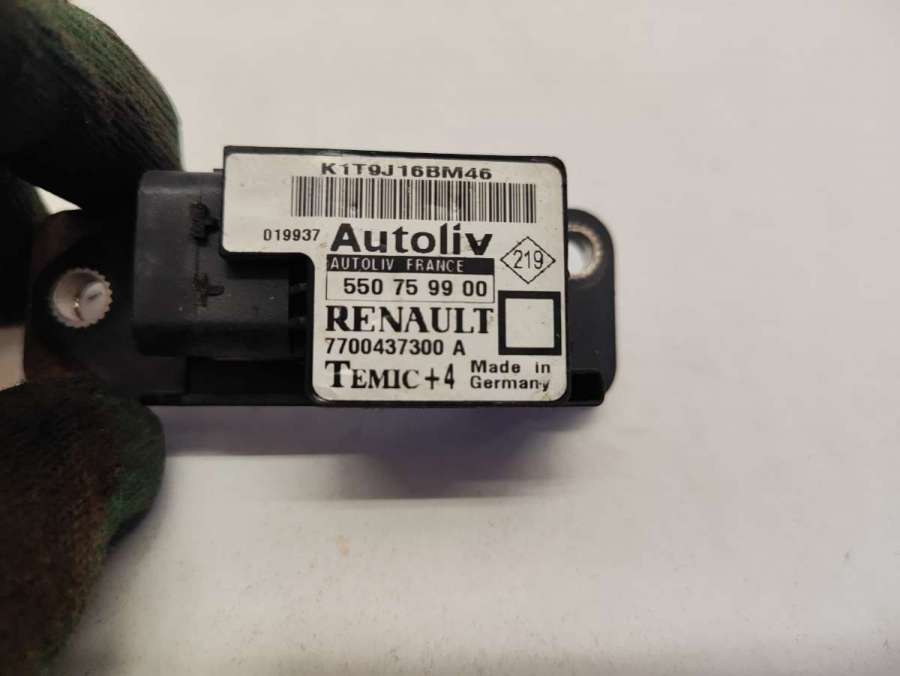 K1T9J16BM46
019937 Autoliv
AUTOLIV FRANCE
219
550 75 99 00
RENAULT
7700437300 A
TEMIC +4
Made in
Germany